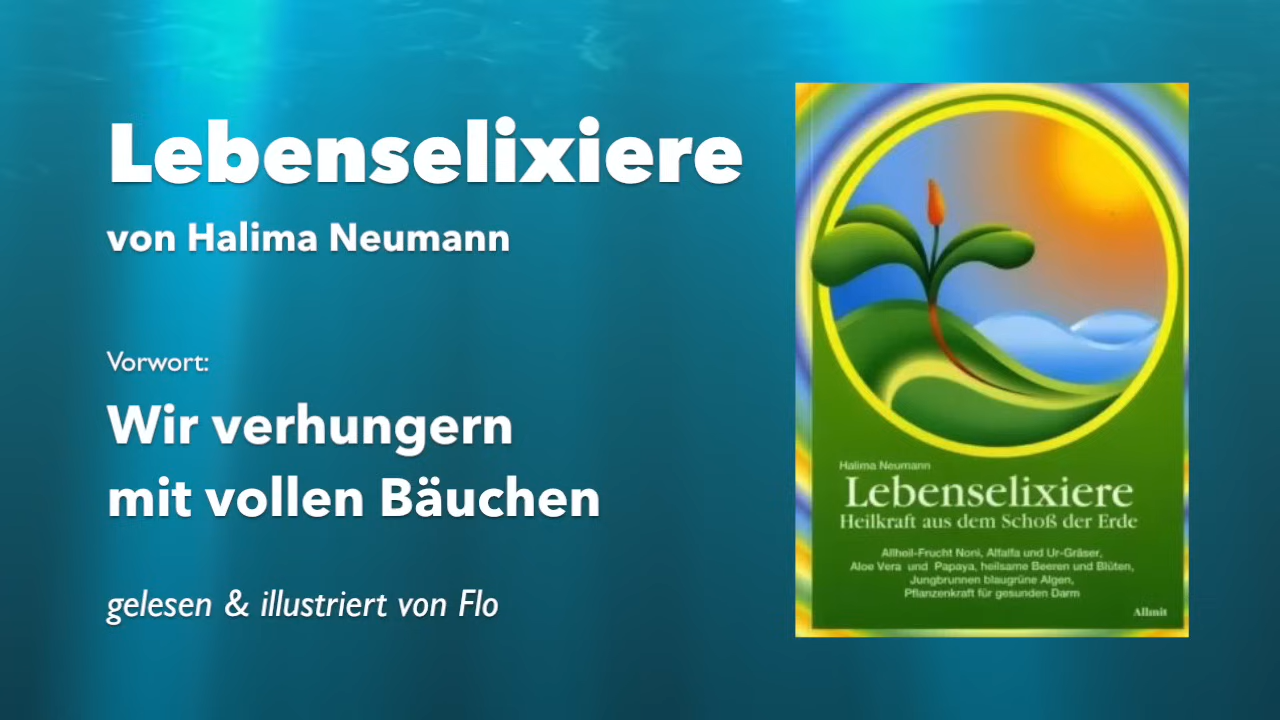 Lebenselixiere
von Halima Neumann
Vorwort:
Wir verhungern
mit vollen Bäuchen
gelesen & illustriert von Flo
Halima Neumann
Lebenselixiere
Heilkraft aus dem Schoß der Erde
Allheil-Frucht Noni, Alfalfa und Ur-Gräser,
Aloe Vera und Papaya, heilsame Beeren und Blüten,
Jungbrunnen blaugrüne Algen,
Pflanzenkraft für gesunden Darm
Allmit